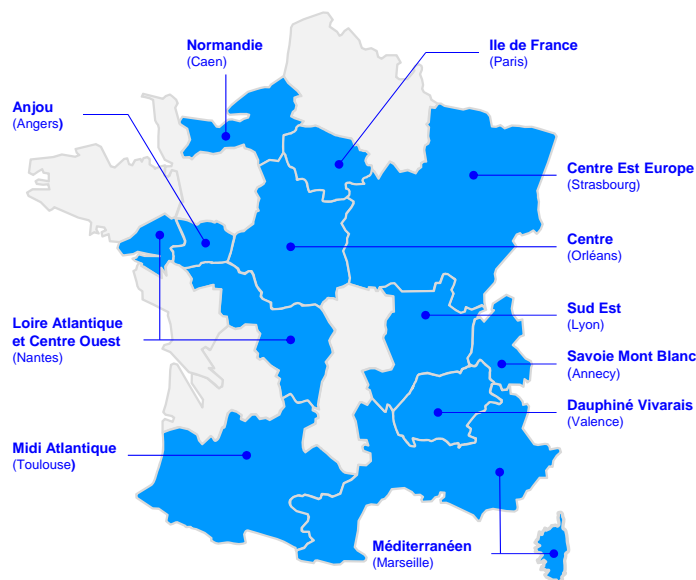 Normandie
(Caen)
Ile de France
(Paris)
Anjou
(Angers)
Centre Est Europe
(Strasbourg)
Centre
(Orléans)
Sud Est
(Lyon)
Loire Atlantique
et Centre Ouest
(Nantes)
Savoie Mont Blanc
(Annecy)
Dauphiné Vivarais
(Valence)
Midi Atlantique
(Toulouse)
Méditerranéen
(Marseille)